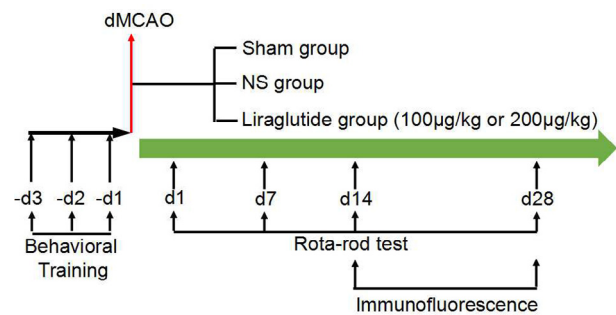 dMCAO
Sham group
NS group
Liraglutide group (100μg/kg or 200μg/kg)
-d3 -d2 -d1 d1 d7 d14 d28
Behavioral
Training
Rota-rod test
Immunofluorescence